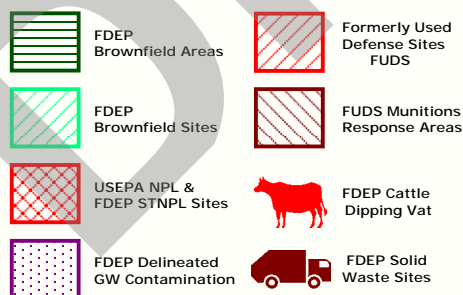 FDEP
Brownfield Areas
Formerly Used
Defense Sites
FUDS
FDEP
Brownfield Sites
FUDS Munitions
Response Areas
USEPA NPL &
FDEP STNPL Sites
FDEP Cattle
Dipping Vat
FDEP Delineated
GW Contamination
FDEP Solid
Waste Sites